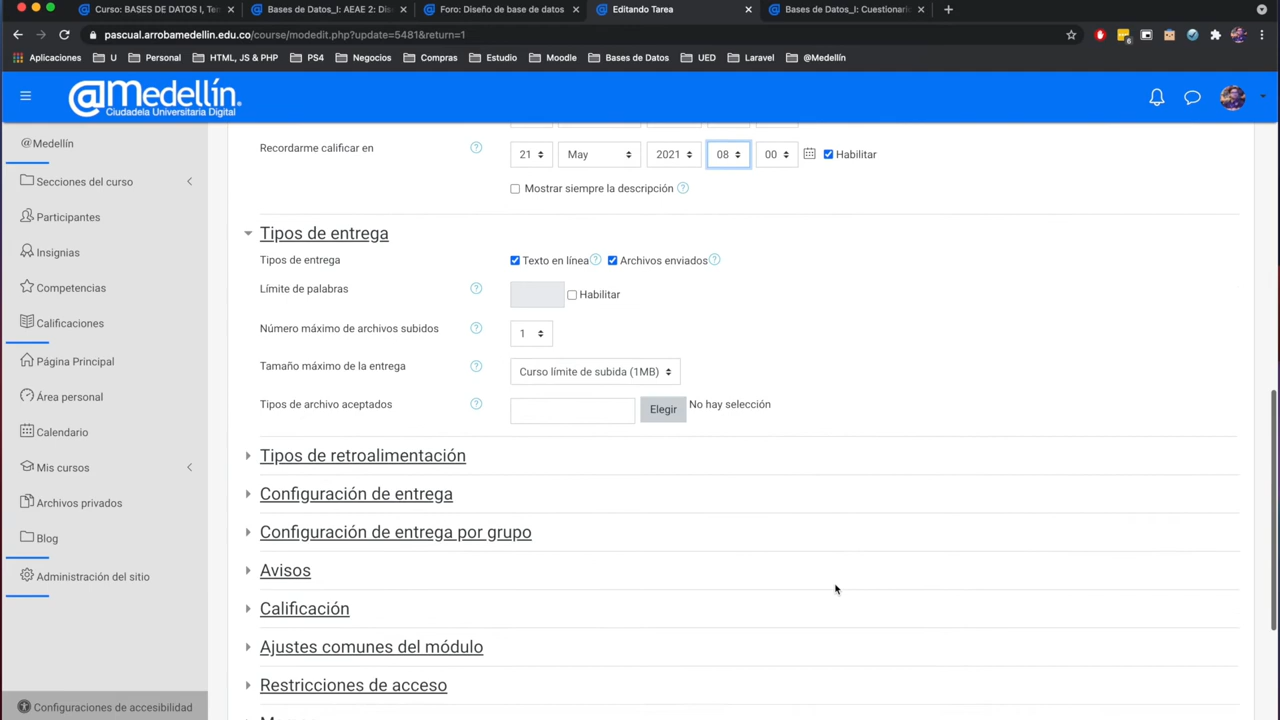 Curso: BASES DE DATOS I, Tem
Bases de Datos_I: AEAE 2: Dis
Foro: Diseño de base de datos
Editando Tarea
Bases de Datos_I: Cuestionari
pascual.arrobamedellin.edu.co/course/modedit.php?update=5481&return=1
Aplicaciones U Personal HTML, JS & PHP PS4 Negocios Compras Estudio Moodle Bases de Datos UED Laravel @Medellín
@Medellín
Ciudadela Universitaria Digital
@Medellín
Secciones del curso
Participantes
Insignias
Competencias
Calificaciones
Página Principal
Área personal
Calendario
Mis cursos
Archivos privados
Blog
Administración del sitio
Configuraciones de accesibilidad
Recordarme calificar en ? 21 May 2021 08 00 Habilitar
Mostrar siempre la descripción ?
Tipos de entrega
Tipos de entrega Texto en línea ? Archivos enviados ?
Límite de palabras ? Habilitar
Número máximo de archivos subidos ? 1
Tamaño máximo de la entrega ? Curso límite de subida (1MB)
Tipos de archivo aceptados ? Elegir No hay selección
Tipos de retroalimentación
Configuración de entrega
Configuración de entrega por grupo
Avisos
Calificación
Ajustes comunes del módulo
Restricciones de acceso